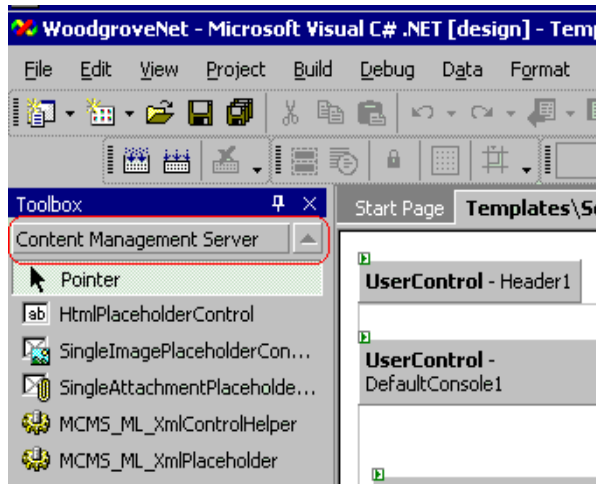 WoodgroveNet - Microsoft Visual C# .NET [design] - Temp
File Edit View Project Build Debug Data Format
Toolbox
Start Page Templates\S
Content Management Server
Pointer
ab HtmlPlaceholderControl
SingleImagePlaceholderCon...
SingleAttachmentPlaceholde...
MCMS_ML_XmlControlHelper
MCMS_ML_XmlPlaceholder
UserControl - Header1
UserControl -
DefaultConsole1